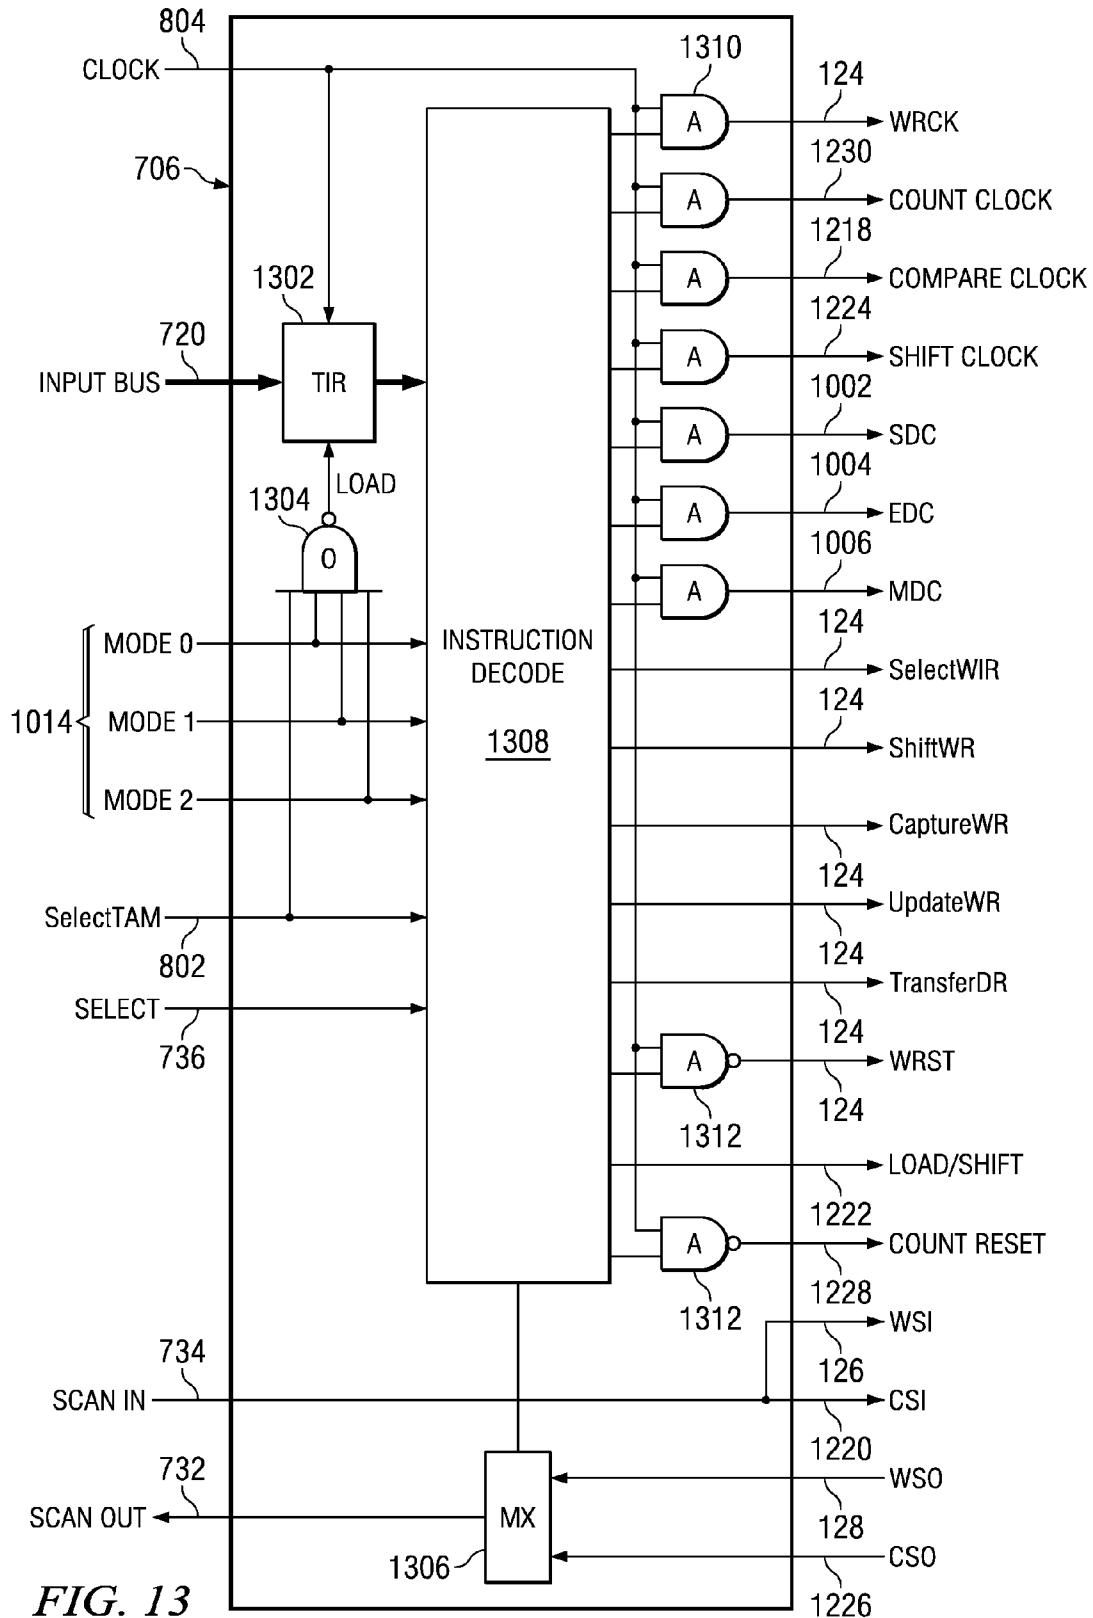 804
CLOCK
1310
A
124
WRCK
706
1230
A
COUNT CLOCK
1218
A
COMPARE CLOCK
1302
1224
A
SHIFT CLOCK
720
INPUT BUS
TIR
1002
A
SDC
LOAD
1304
O
1004
A
EDC
1006
A
MDC
1014
MODE 0
MODE 1
MODE 2
INSTRUCTION
DECODE
1308
124
SelectWIR
124
ShiftWR
CaptureWR
124
SelectTAM
802
UpdateWR
124
SELECT
736
TransferDR
124
A
1312
WRST
124
LOAD/SHIFT
1222
A
1312
COUNT RESET
1228
WSI
126
734
SCAN IN
CSI
1220
732
SCAN OUT
MX
1306
WSO
128
CSO
1226
FIG. 13